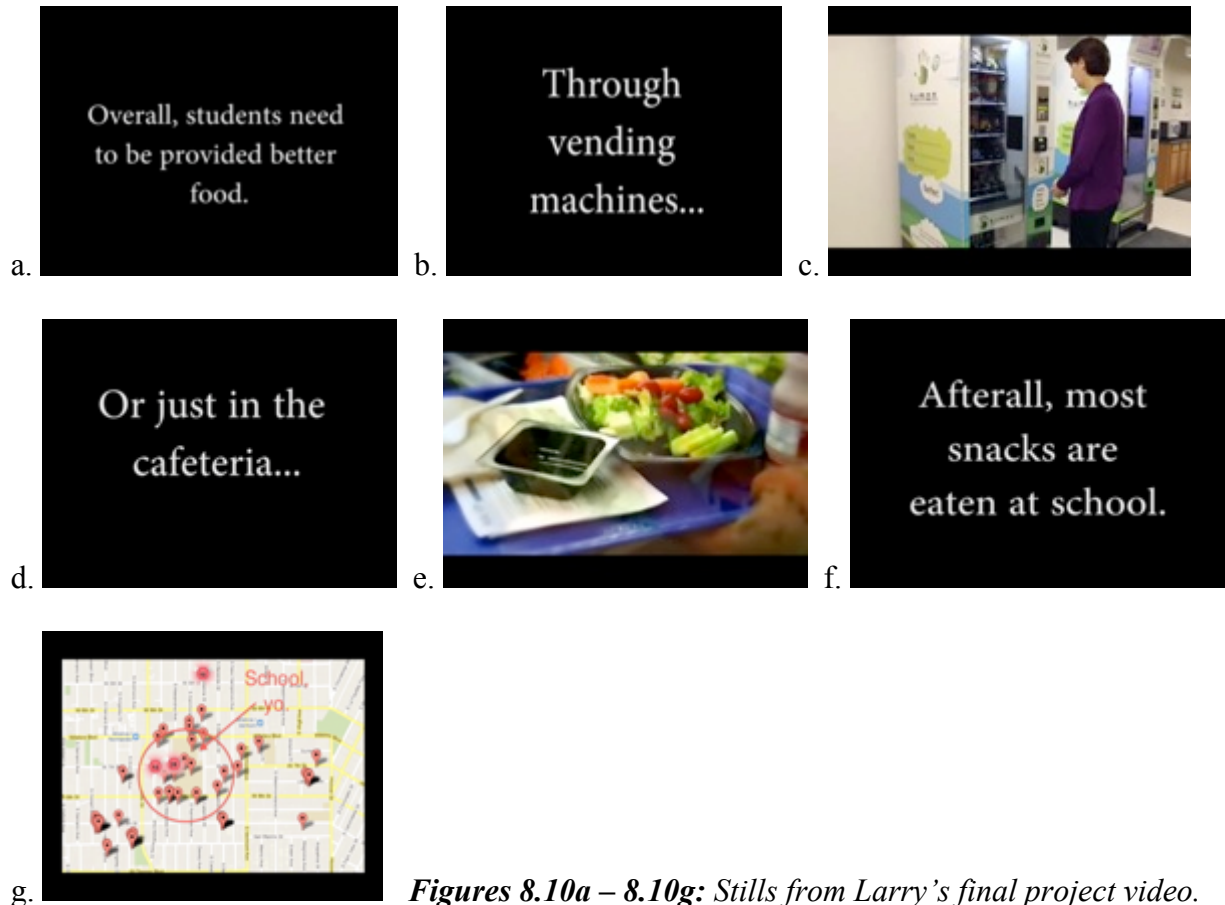 Overall, students need
to be provided better
food.
a.
Through
vending
machines...
b.
c.
Or just in the
cafeteria...
d.
e.
Afterall, most
snacks are
eaten at school.
f.
School,
yo.
g.
Figures 8.10a – 8.10g: Stills from Larry's final project video.